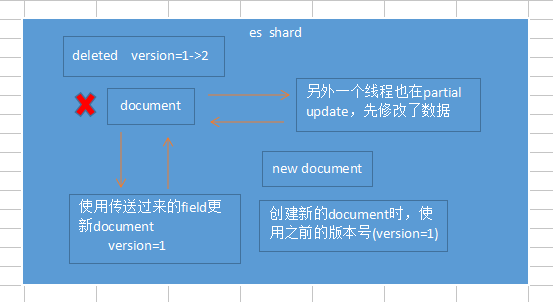 es shard
deleted version=1->2
document
另外一个线程也在partial
update，先修改了数据
new document
使用传送过来的field更
新document
version=1
创建新的document时，使
用之前的版本号(version=1)